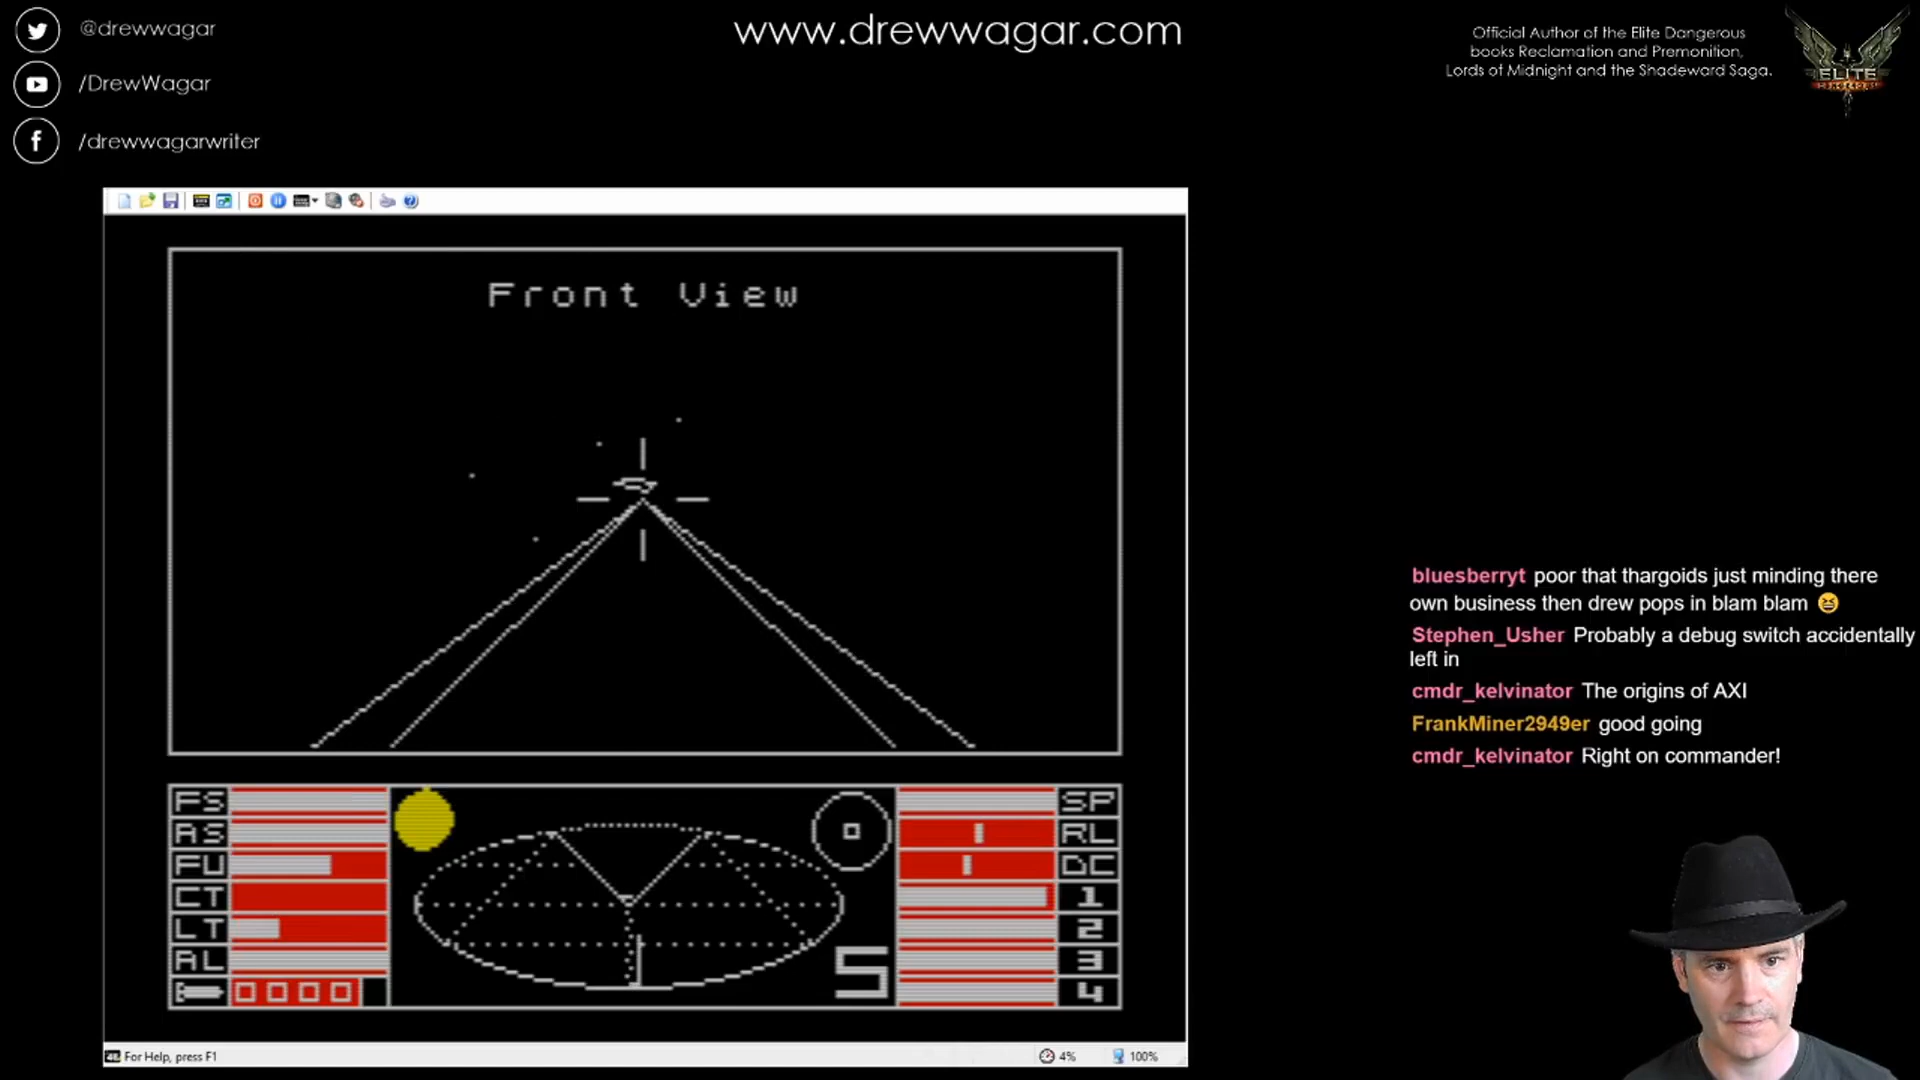 @drewwagar
/DrewWagar
/drewwagarwriter
www.drewwagar.com
Official Author of the Elite Dangerous
books Reclamation and Premonition,
Lords of Midnight and the Shadeward Saga.
ELITE
DANGEROUS
Front View
FS
AS
FU
CT
LT
AL
S
SP
RL
DC
1
2
3
4
For Help, press F1
4%
100%
bluesberryt poor that thargoids just minding there
own business then drew pops in blam blam 😆
Stephen_Usher Probably a debug switch accidentally
left in
cmdr_kelvinator The origins of AXI
FrankMiner2949er good going
cmdr_kelvinator Right on commander!